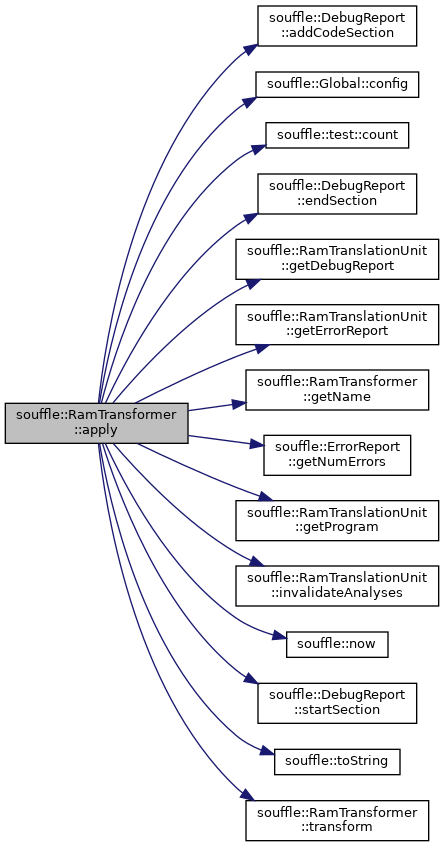 souffle::DebugReport
::addCodeSection
souffle::Global::config
souffle::test::count
souffle::DebugReport
::endSection
souffle::RamTranslationUnit
::getDebugReport
souffle::RamTranslationUnit
::getErrorReport
souffle::RamTransformer
::getName
souffle::RamTransformer
::apply
souffle::ErrorReport
::getNumErrors
souffle::RamTranslationUnit
::getProgram
souffle::RamTranslationUnit
::invalidateAnalyses
souffle::now
souffle::DebugReport
::startSection
souffle::toString
souffle::RamTransformer
::transform